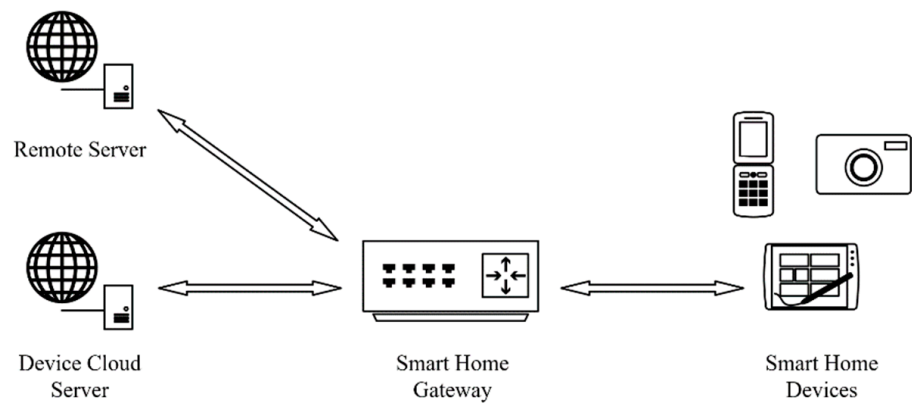 Remote Server
Device Cloud
Server
Smart Home
Gateway
Smart Home
Devices